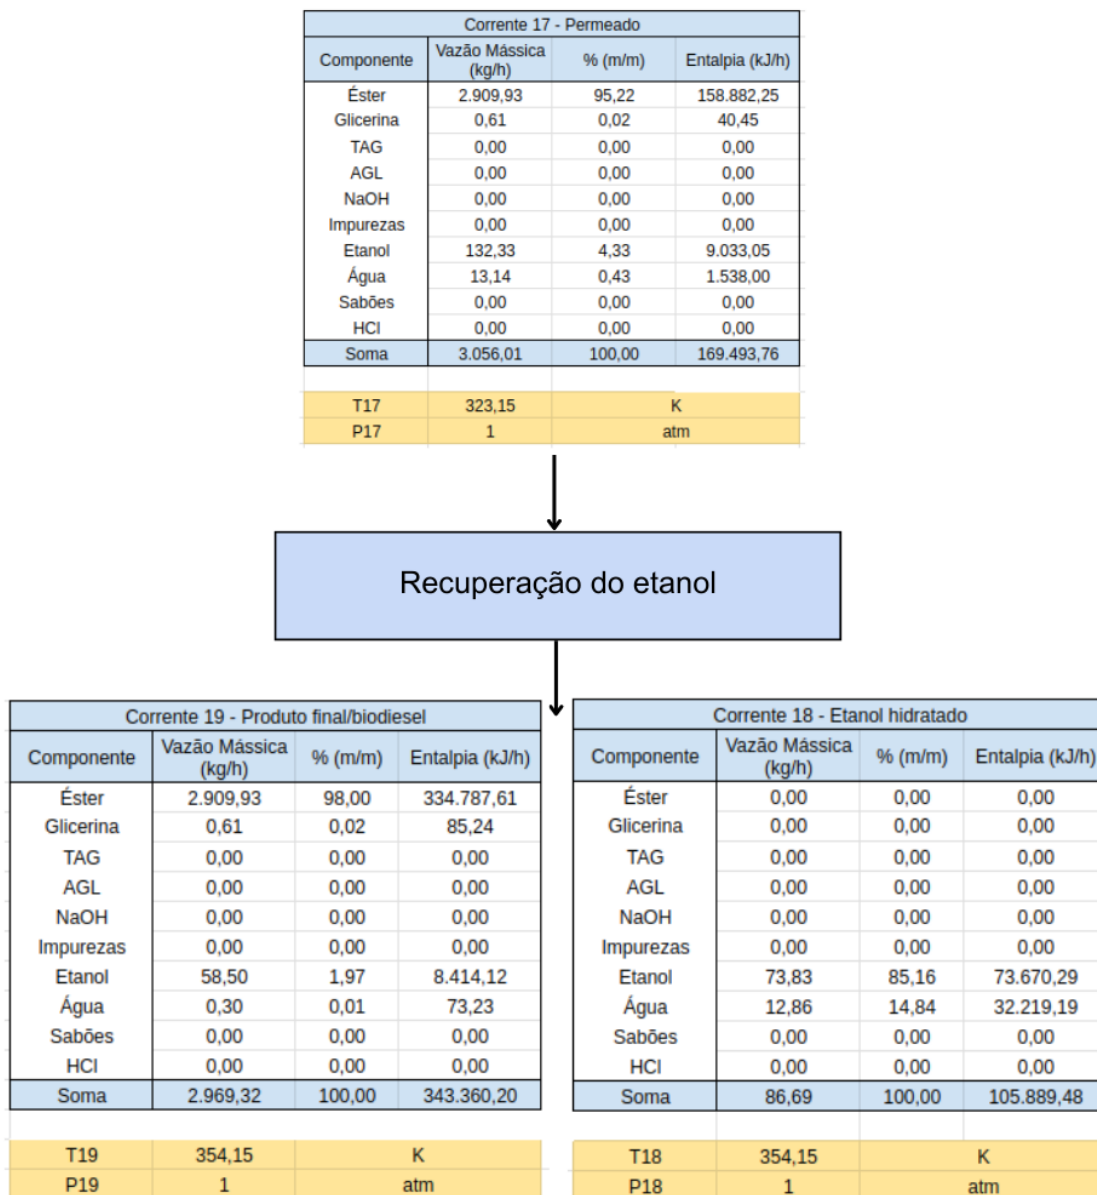 Corrente 17 - Permeado
Componente Vazão Mássica (kg/h) % (m/m) Entalpia (kJ/h)
Éster 2.909,93 95,22 158.882,25
Glicerina 0,61 0,02 40,45
TAG 0,00 0,00 0,00
AGL 0,00 0,00 0,00
NaOH 0,00 0,00 0,00
Impurezas 0,00 0,00 0,00
Etanol 132,33 4,33 9.033,05
Água 13,14 0,43 1.538,00
Sabões 0,00 0,00 0,00
HCl 0,00 0,00 0,00
Soma 3.056,01 100,00 169.493,76
T17 323,15 K
P17 1 atm
Recuperação do etanol
Corrente 19 - Produto final/biodiesel
Componente Vazão Mássica (kg/h) % (m/m) Entalpia (kJ/h)
Éster 2.909,93 98,00 334.787,61
Glicerina 0,61 0,02 85,24
TAG 0,00 0,00 0,00
AGL 0,00 0,00 0,00
NaOH 0,00 0,00 0,00
Impurezas 0,00 0,00 0,00
Etanol 58,50 1,97 8.414,12
Água 0,30 0,01 73,23
Sabões 0,00 0,00 0,00
HCl 0,00 0,00 0,00
Soma 2.969,32 100,00 343.360,20
T19 354,15 K
P19 1 atm
Corrente 18 - Etanol hidratado
Componente Vazão Mássica (kg/h) % (m/m) Entalpia (kJ/h)
Éster 0,00 0,00 0,00
Glicerina 0,00 0,00 0,00
TAG 0,00 0,00 0,00
AGL 0,00 0,00 0,00
NaOH 0,00 0,00 0,00
Impurezas 0,00 0,00 0,00
Etanol 73,83 85,16 73.670,29
Água 12,86 14,84 32.219,19
Sabões 0,00 0,00 0,00
HCl 0,00 0,00 0,00
Soma 86,69 100,00 105.889,48
T18 354,15 K
P18 1 atm